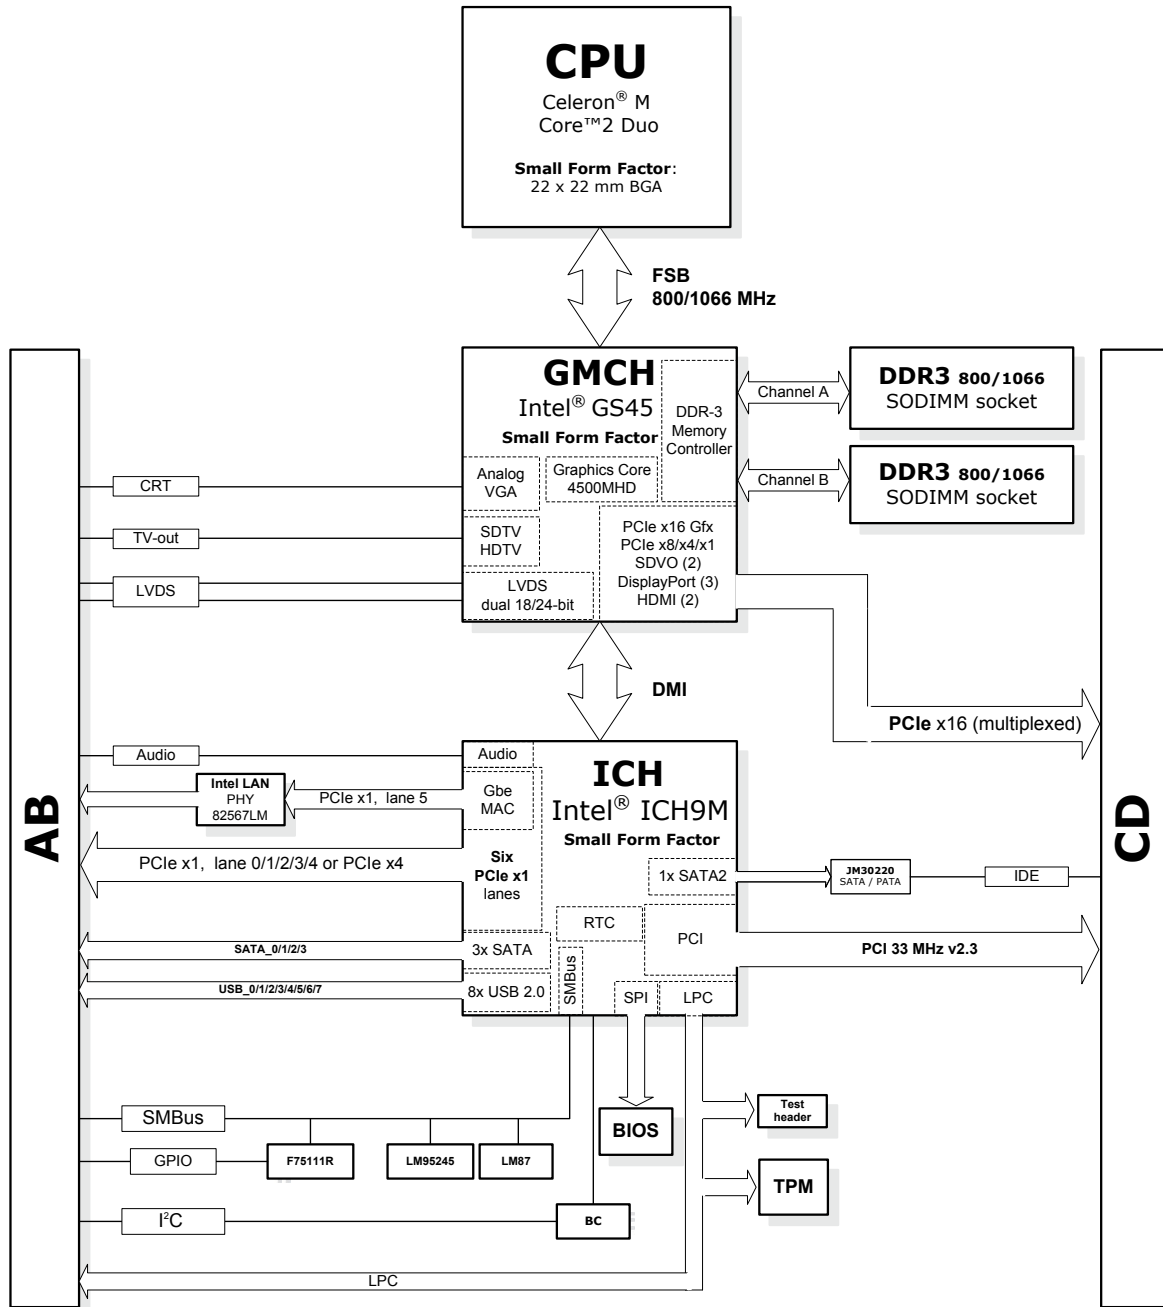 CPU
Celeron® M
Core™2 Duo
Small Form Factor:
22 x 22 mm BGA
FSB
800/1066 MHz
GMCH
Intel® GS45
Small Form Factor
DDR-3
Memory
Controller
Analog
VGA
Graphics Core
4500MHD
SDTV
HDTV
PCIe x16 Gfx
PCIe x8/x4/x1
SDVO (2)
DisplayPort (3)
HDMI (2)
LVDS
dual 18/24-bit
Channel A
DDR3 800/1066
SODIMM socket
Channel B
DDR3 800/1066
SODIMM socket
CRT
TV-out
LVDS
DMI
PCIe x16 (multiplexed)
AB
CD
Audio
Audio
ICH
Intel® ICH9M
Small Form Factor
Intel LAN
PHY
82567LM
PCIe x1, lane 5
Gbe
MAC
PCIe x1, lane 0/1/2/3/4 or PCIe x4
Six
PCIe x1
lanes
1x SATA2
JM30220
SATA / PATA
IDE
RTC
PCI
PCI 33 MHz v2.3
SATA_0/1/2/3
3x SATA
USB_0/1/2/3/4/5/6/7
8x USB 2.0
SMBus
SPI
LPC
SMBus
GPIO
F75111R
LM95245
LM87
BIOS
Test
header
TPM
I²C
BC
LPC